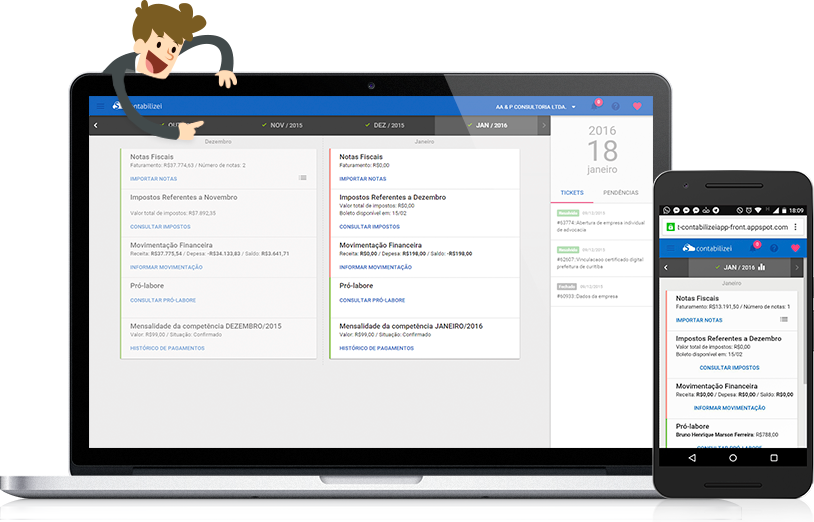 contabilizei
AA & P CONSULTORIA LTDA.
NOV / 2015
DEZ / 2015
JAN / 2016
Dezembro
Notas Fiscais
Faturamento: R$37.774,63 / Número de notas: 2
IMPORTAR NOTAS
Impostos Referentes a Novembro
Valor total de impostos: R$7.892,35
CONSULTAR IMPOSTOS
Movimentação Financeira
Receita: R$37.775,54 / Depesa: -R$34.133,83 / Saldo: R$3.641,71
INFORMAR MOVIMENTAÇÃO
Pró-labore
CONSULTAR PRÓ-LABORE
Mensalidade da competência DEZEMBRO/2015
Valor: R$99,00 / Situação: Confirmado
HISTÓRICO DE PAGAMENTOS
Janeiro
Notas Fiscais
Faturamento: R$0,00
IMPORTAR NOTAS
Impostos Referentes a Dezembro
Valor total de impostos: R$0,00
Boleto disponível em: 15/02
CONSULTAR IMPOSTOS
Movimentação Financeira
Receita: R$0,00 / Depesa: R$198,00 / Saldo: -R$198,00
INFORMAR MOVIMENTAÇÃO
Pró-labore
CONSULTAR PRÓ-LABORE
Mensalidade da competência JANEIRO/2016
Valor: R$99,00 / Situação: Confirmado
HISTÓRICO DE PAGAMENTOS
2016
18
janeiro
TICKETS
PENDÊNCIAS
#63774: Abertura de empresa individual
de advocacia
#62007: Vinculacao certificado digital
prefeitura de curitiba
#60933: Dados da empresa
18:09
t-contabilizeiapp-front.appspot.com
contabilizei
JAN / 2016
Janeiro
Notas Fiscais
Faturamento: R$13.191,50 / Número de notas: 1
IMPORTAR NOTAS
Impostos Referentes a Dezembro
Valor total de impostos: R$0,00
Boleto disponível em: 15/02
CONSULTAR IMPOSTOS
Movimentação Financeira
Receita: R$0,00 / Depesa: R$0,00 / Saldo: R$0,00
INFORMAR MOVIMENTAÇÃO
Pró-labore
Bruno Henrique Marxon Ferreira: R$788,00
CONSULTAR PRÓ-LABORE